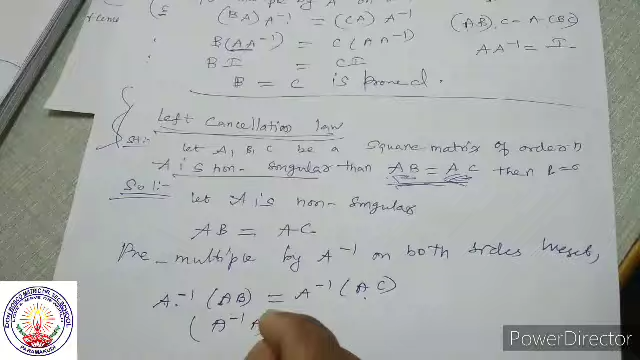 (BA) A⁻¹ = (CA) A⁻¹
(AB).C = A(BC)
B(AA⁻¹) = C(AA⁻¹)
AA⁻¹ = I
BI = CI
B = C is proved.
Left Cancellation law
St:-
Let A, B, C be a square matrix of order n
A is non-singular than AB = AC then B=C
Sol:-
Let A is non-singular
AB = AC
Pre-multiple by A⁻¹ on both sides
A⁻¹ (AB) = A⁻¹ (AC)
(A⁻¹A
PARAMAKUDI
PowerDirector